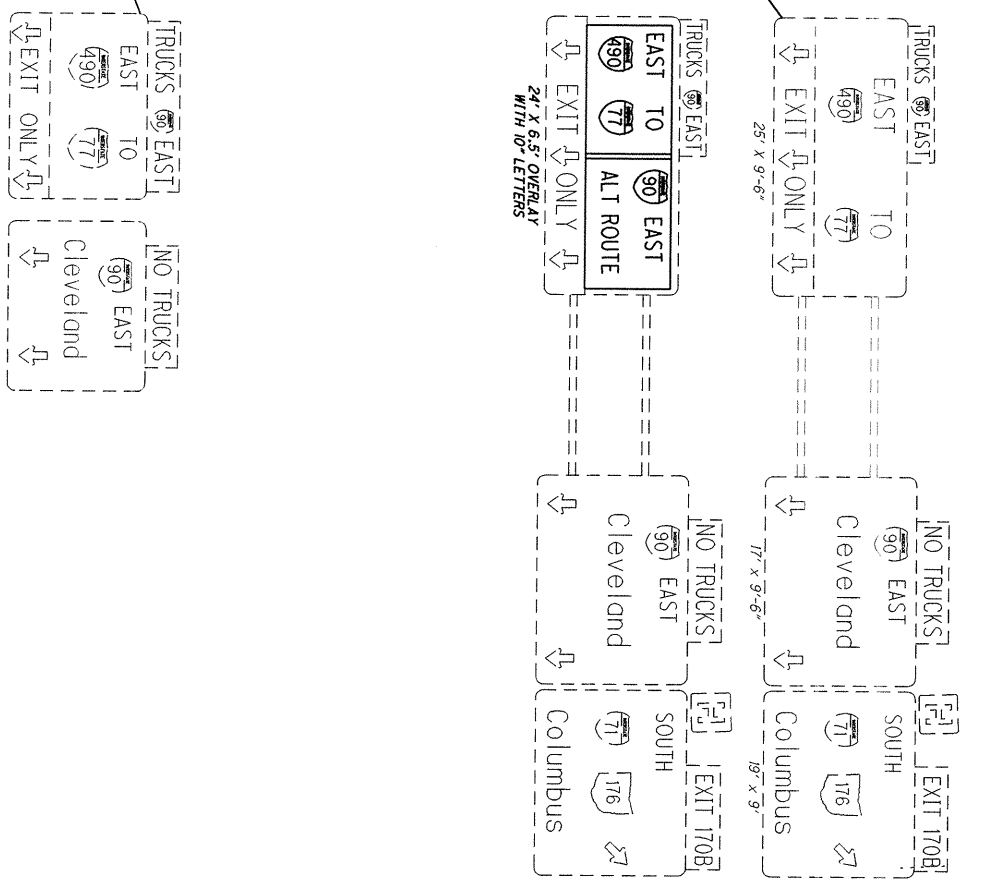 TRUCKS 90 EAST
EAST TO
490 77
EXIT ONLY
25' X 9'-6"
NO TRUCKS
90 EAST
Cleveland
17' x 9'-6"
EXIT 170B
SOUTH
71 176
Columbus
19' x 9'
TRUCKS 90 EAST
EAST TO
490 77
90 EAST
ALT ROUTE
EXIT ONLY
24' X 6.5' OVERLAY
WITH 10" LETTERS
NO TRUCKS
90 EAST
Cleveland
EXIT 170B
SOUTH
71 176
Columbus
TRUCKS 90 EAST
EAST TO
490 77
EXIT ONLY
NO TRUCKS
90 EAST
Cleveland